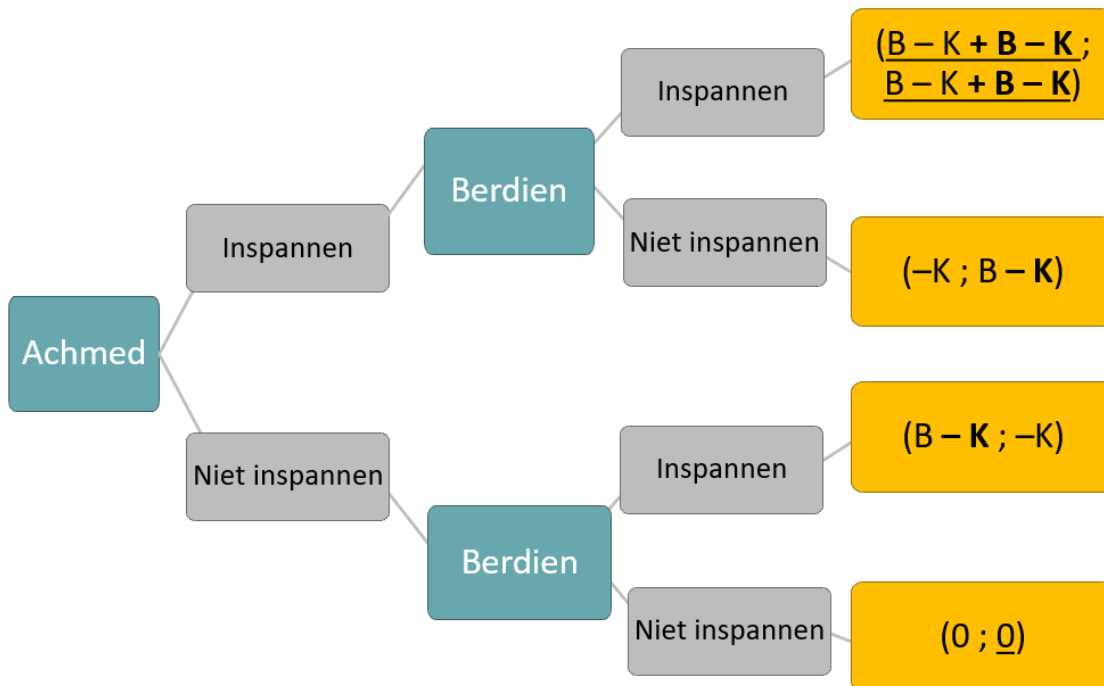 Achmed
Inspannen
Niet inspannen
Berdien
Berdien
Inspannen
Niet inspannen
Inspannen
Niet inspannen
(B – K + B – K ;
B – K + B – K)
(–K ; B – K)
(B – K ; –K)
(0 ; 0)